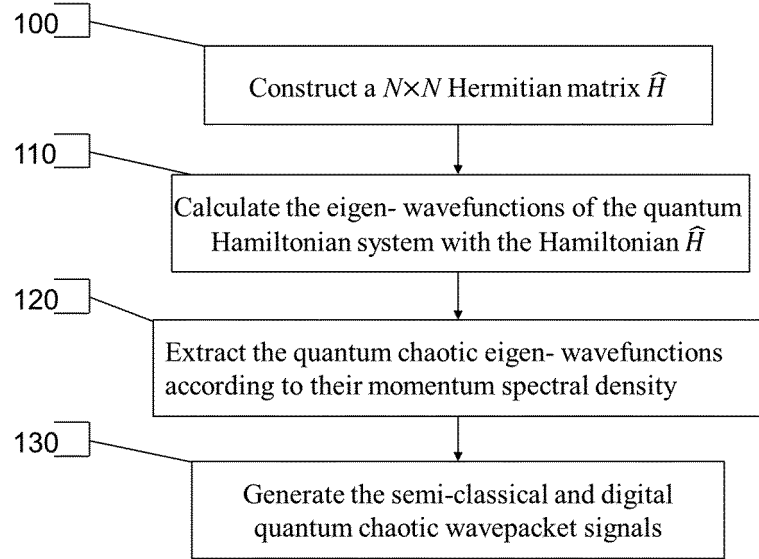 100
Construct a N×N Hermitian matrix Ĥ
110
Calculate the eigen- wavefunctions of the quantum
Hamiltonian system with the Hamiltonian Ĥ
120
Extract the quantum chaotic eigen- wavefunctions
according to their momentum spectral density
130
Generate the semi-classical and digital
quantum chaotic wavepacket signals